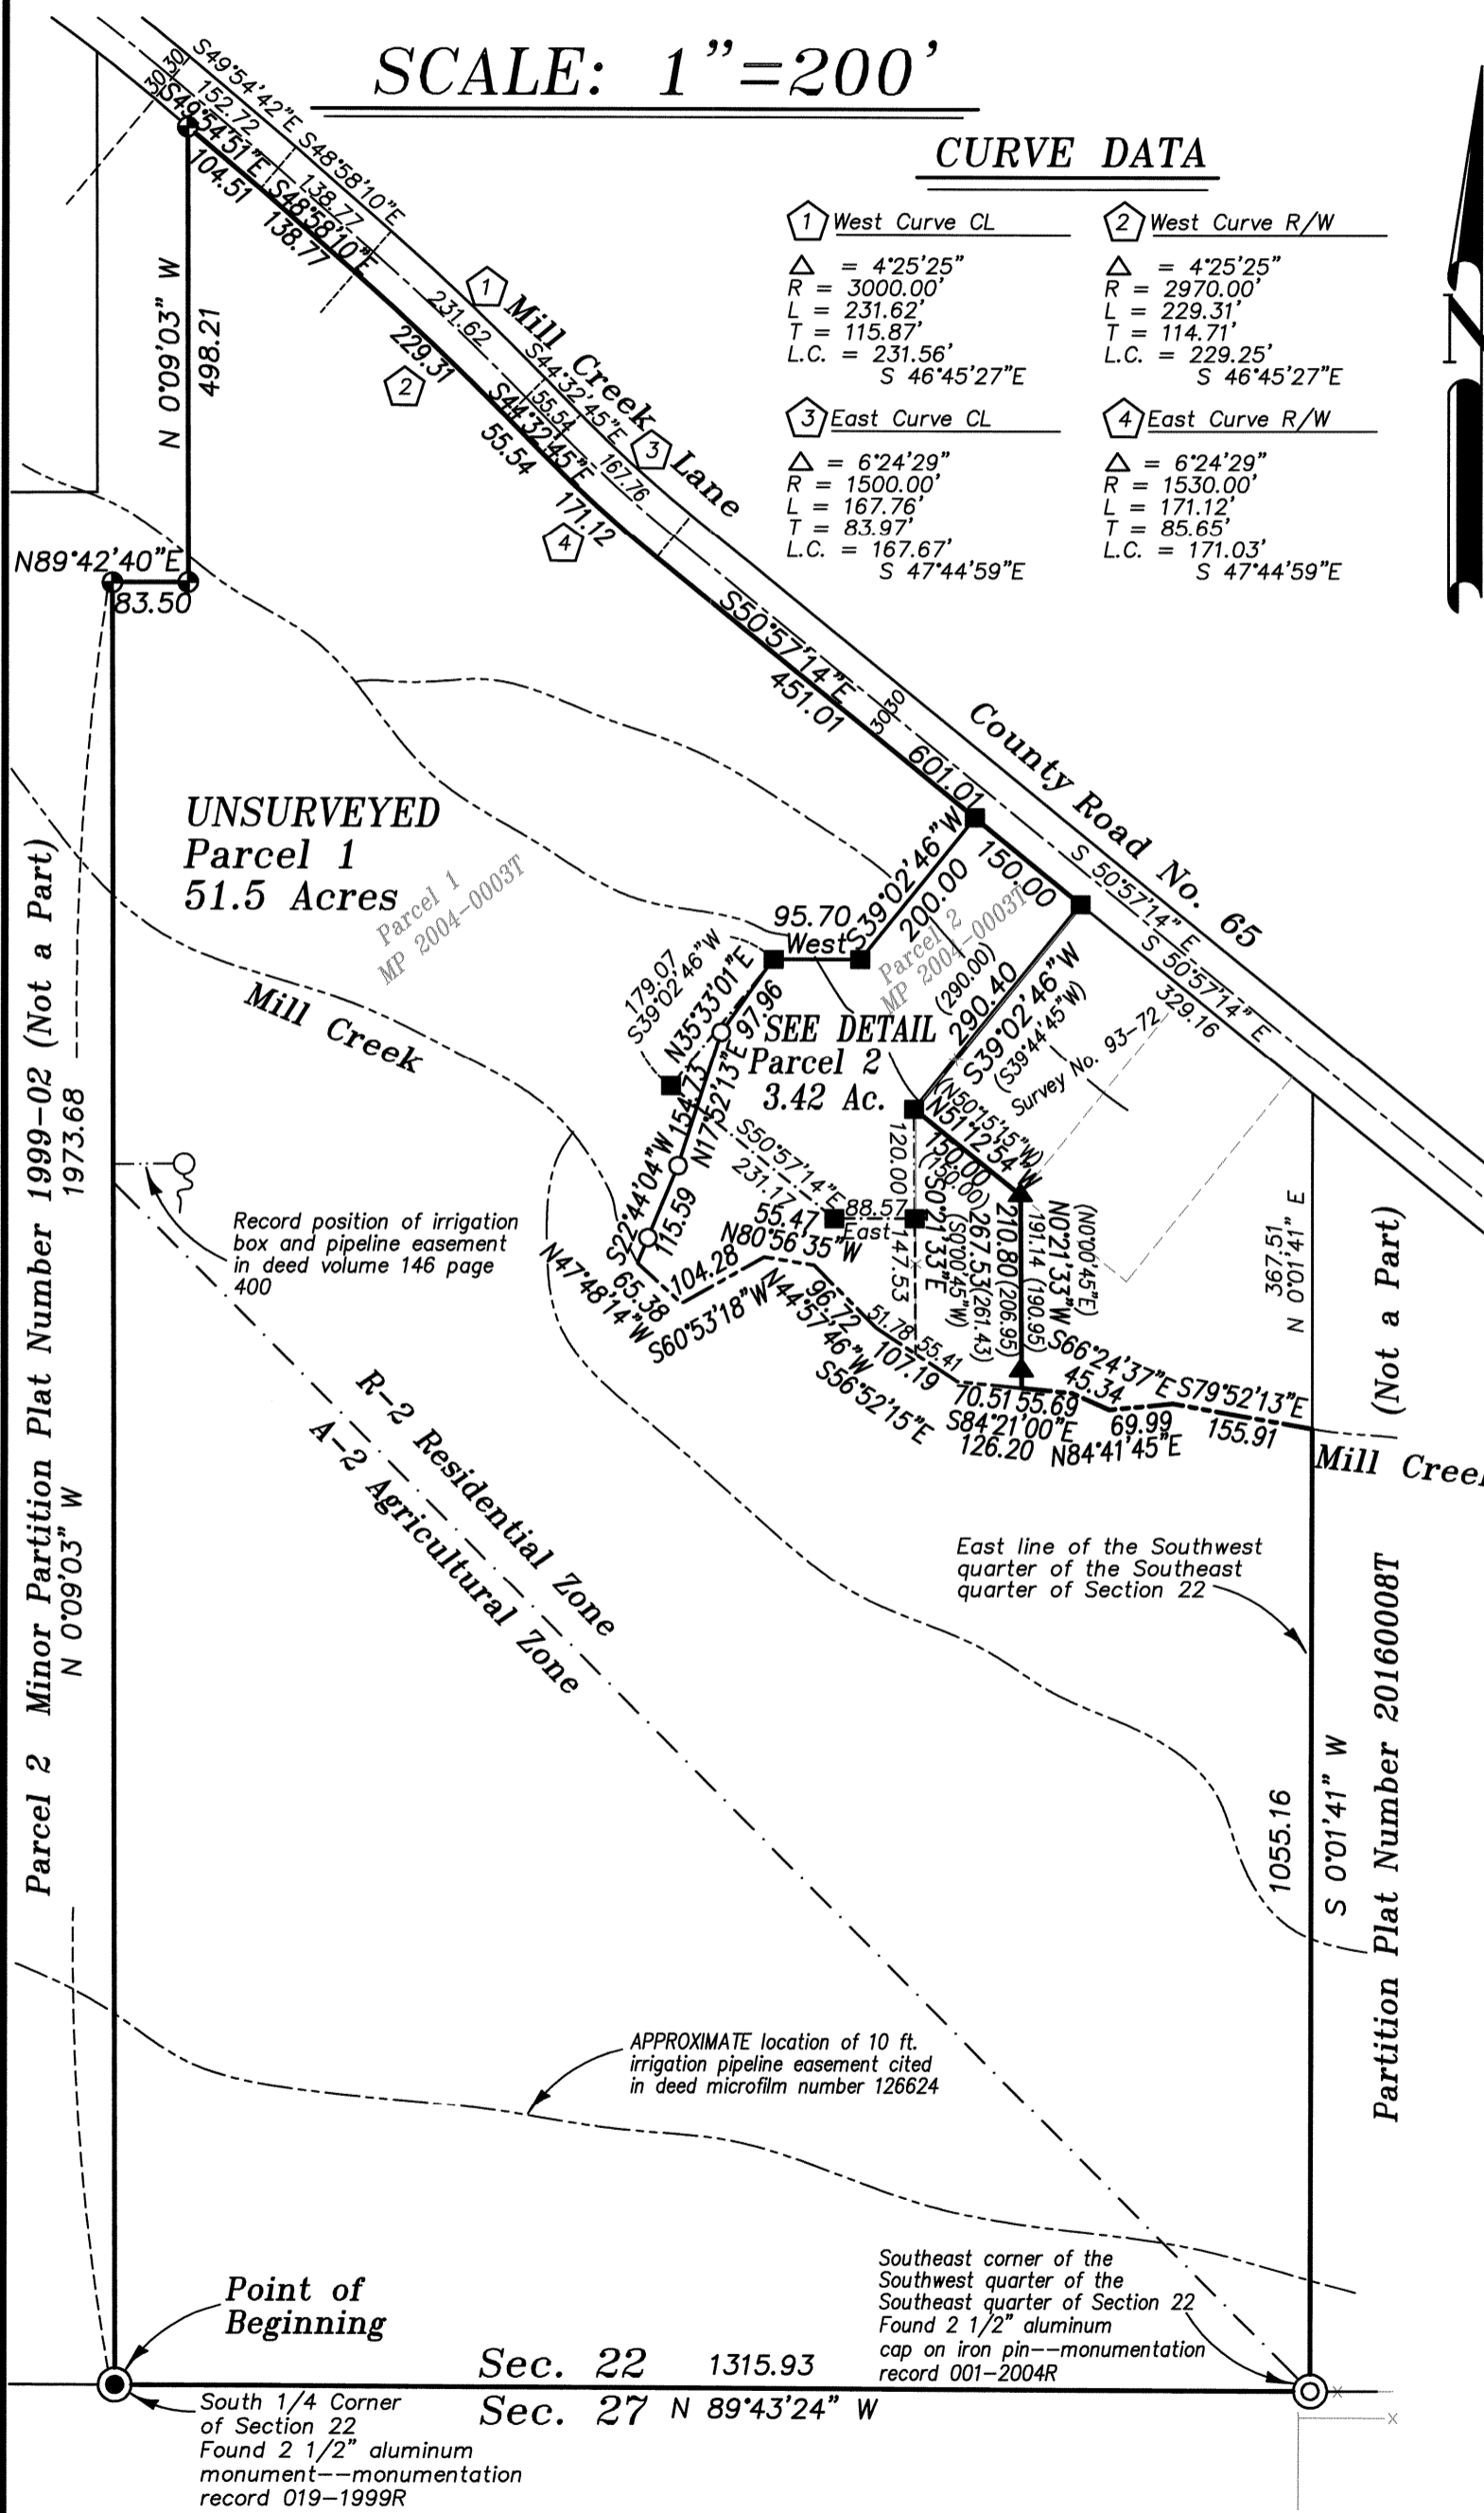 SCALE: 1”=200’
CURVE DATA
1 West Curve CL
△ = 4°25’25”
R = 3000.00’
L = 231.62’
T = 115.87’
L.C. = 231.56’
S 46°45’27”E
2 West Curve R/W
△ = 4°25’25”
R = 2970.00’
L = 229.31’
T = 114.71’
L.C. = 229.25’
S 46°45’27”E
3 East Curve CL
△ = 6°24’29”
R = 1500.00’
L = 167.76’
T = 83.97’
L.C. = 167.67’
S 47°44’59”E
4 East Curve R/W
△ = 6°24’29”
R = 1530.00’
L = 171.12’
T = 85.65’
L.C. = 171.03’
S 47°44’59”E
N
30
30
S49°54’42”E
152.72
S49°54’51”E
104.51
S48°58’10”E
138.77
S48°58’10”E
138.77
1
231.62
229.31
2
Mill Creek Lane
S44°32’45”E
55.54
S44°32’45”E
55.54
3
167.76
171.12
4
N 0°09’03” W
498.21
N89°42’40”E
83.50
S50°57’14”E
451.01
30
30
601.01
County Road No. 65
S 50°57’14” E
S 50°57’14” E
329.16
150.00
UNSURVEYED
Parcel 1
51.5 Acres
Parcel 1
MP 2004-0003T
Mill Creek
95.70
West
S39°02’46”W
200.00
Parcel 2
MP 2004-0003T
(290.00)
290.40
S39°02’46”W
(S39°44’45”W)
Survey No. 93-72
179.07
S39°02’46”W
N35°33’01”E
97.96
SEE DETAIL
Parcel 2
3.42 Ac.
154.73
N17°52’13”E
S22°44’04”W
115.59
S50°57’14”E
231.17
(N50°15’15”W)
N51°12’54”W
150.00
(150.00)
120.00
S0°21’33”E
(S0°00’45”W)
88.57
East
147.53
267.53(261.43)
210.80(206.95)
191.14 (190.95)
N0°21’33”W
(N0°00’45”E)
55.47
N80°56’35”W
N47°48’14”W
65.38
104.28
S60°53’18”W
N44°57’46”W
96.72
51.78
55.41
107.19
S56°52’15”E
70.51
55.69
S84°21’00”E
126.20
S66°24’37”E
45.34
69.99
N84°41’45”E
S79°52’13”E
155.91
367.51
N 0°01’41” E
Mill Creek
Parcel 2 Minor Partition Plat Number 1999-02 (Not a Part)
1973.68
N 0°09’03” W
Record position of irrigation
box and pipeline easement
in deed volume 146 page
400
R-2 Residential Zone
A-2 Agricultural Zone
East line of the Southwest
quarter of the Southeast
quarter of Section 22
1055.16
S 0°01’41” W
Partition Plat Number 20160008T (Not a Part)
APPROXIMATE location of 10 ft.
irrigation pipeline easement cited
in deed microfilm number 126624
Point of
Beginning
Southeast corner of the
Southwest quarter of the
Southeast quarter of Section 22
Found 2 1/2” aluminum
cap on iron pin--monumentation
record 001-2004R
Sec. 22 1315.93
Sec. 27 N 89°43’24” W
South 1/4 Corner
of Section 22
Found 2 1/2” aluminum
monument--monumentation
record 019-1999R